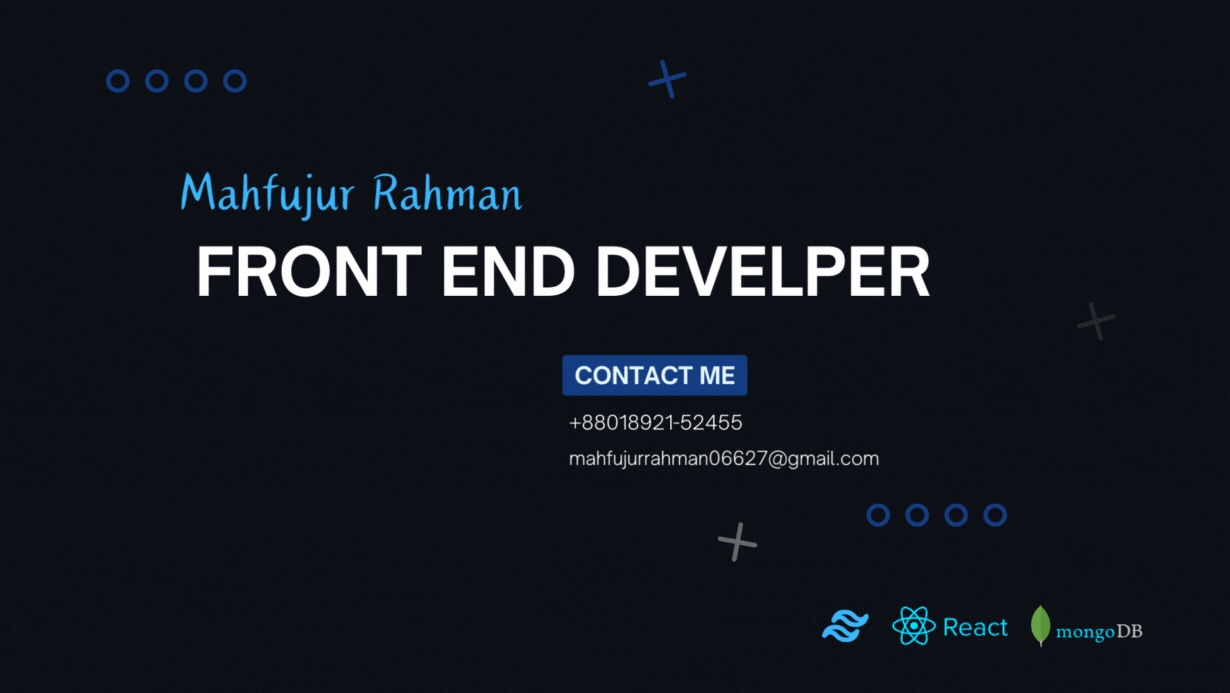 Mahfujur Rahman
FRONT END DEVELPER
CONTACT ME
+88018921-52455
mahfujurrahman06627@gmail.com
React
mongoDB